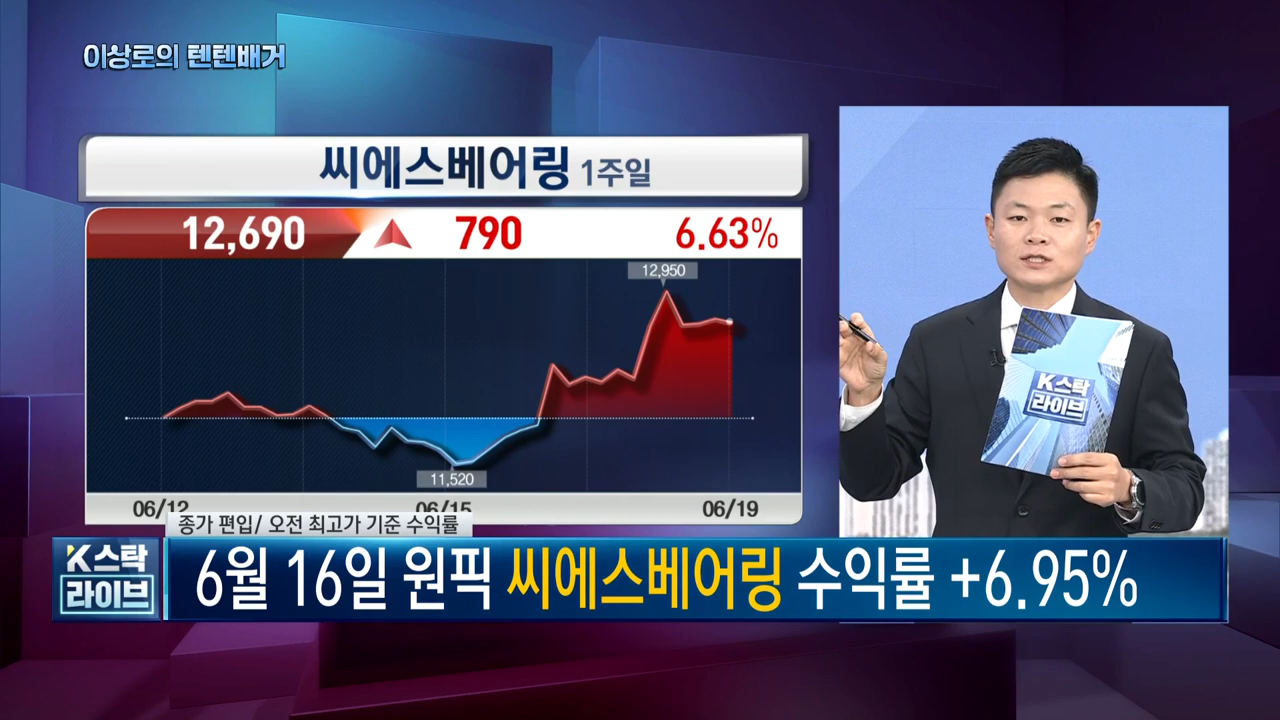 이상로의 텐텐배거
씨에스베어링 1주일
12,690 ▲ 790 6.63%
12,950
11,520
06/12 06/15 06/19
종가 편입/ 오전 최고가 기준 수익률
K스탁
라이브
6월 16일 원픽 씨에스베어링 수익률 +6.95%
K스탁
라이브